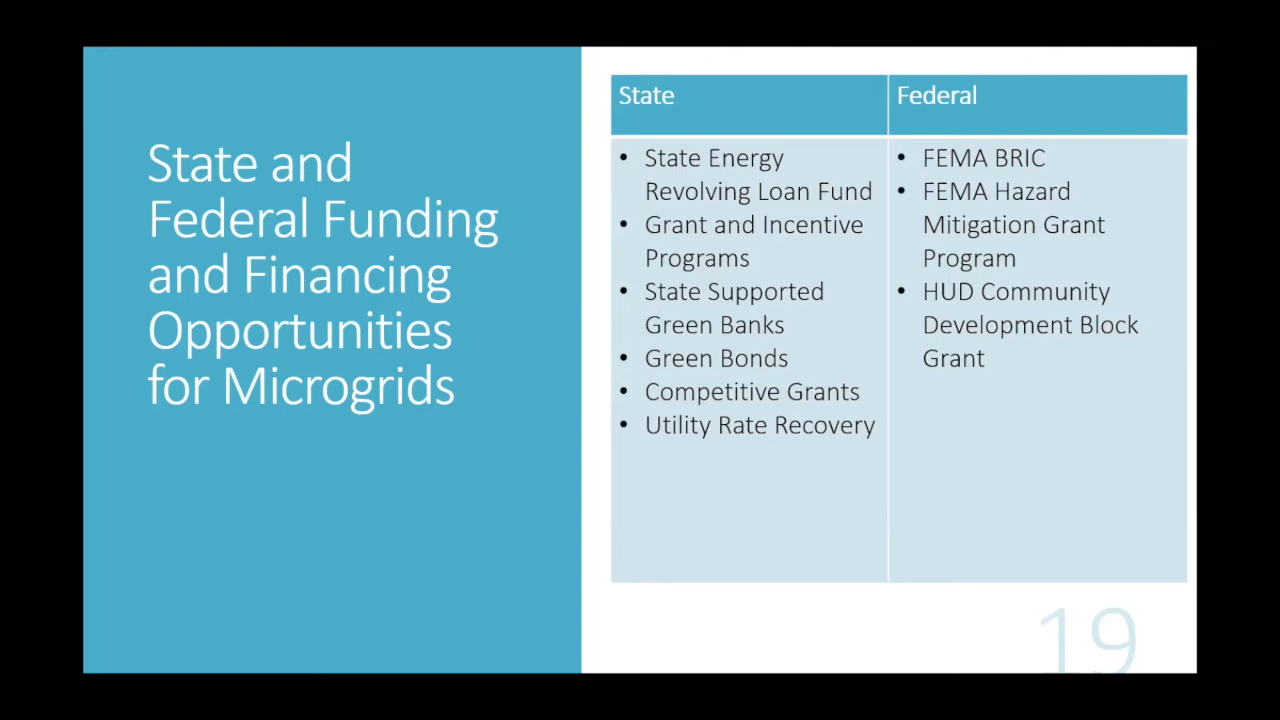 State and
Federal Funding
and Financing
Opportunities
for Microgrids
State
• State Energy
Revolving Loan Fund
• Grant and Incentive
Programs
• State Supported
Green Banks
• Green Bonds
• Competitive Grants
• Utility Rate Recovery
Federal
• FEMA BRIC
• FEMA Hazard
Mitigation Grant
Program
• HUD Community
Development Block
Grant
19